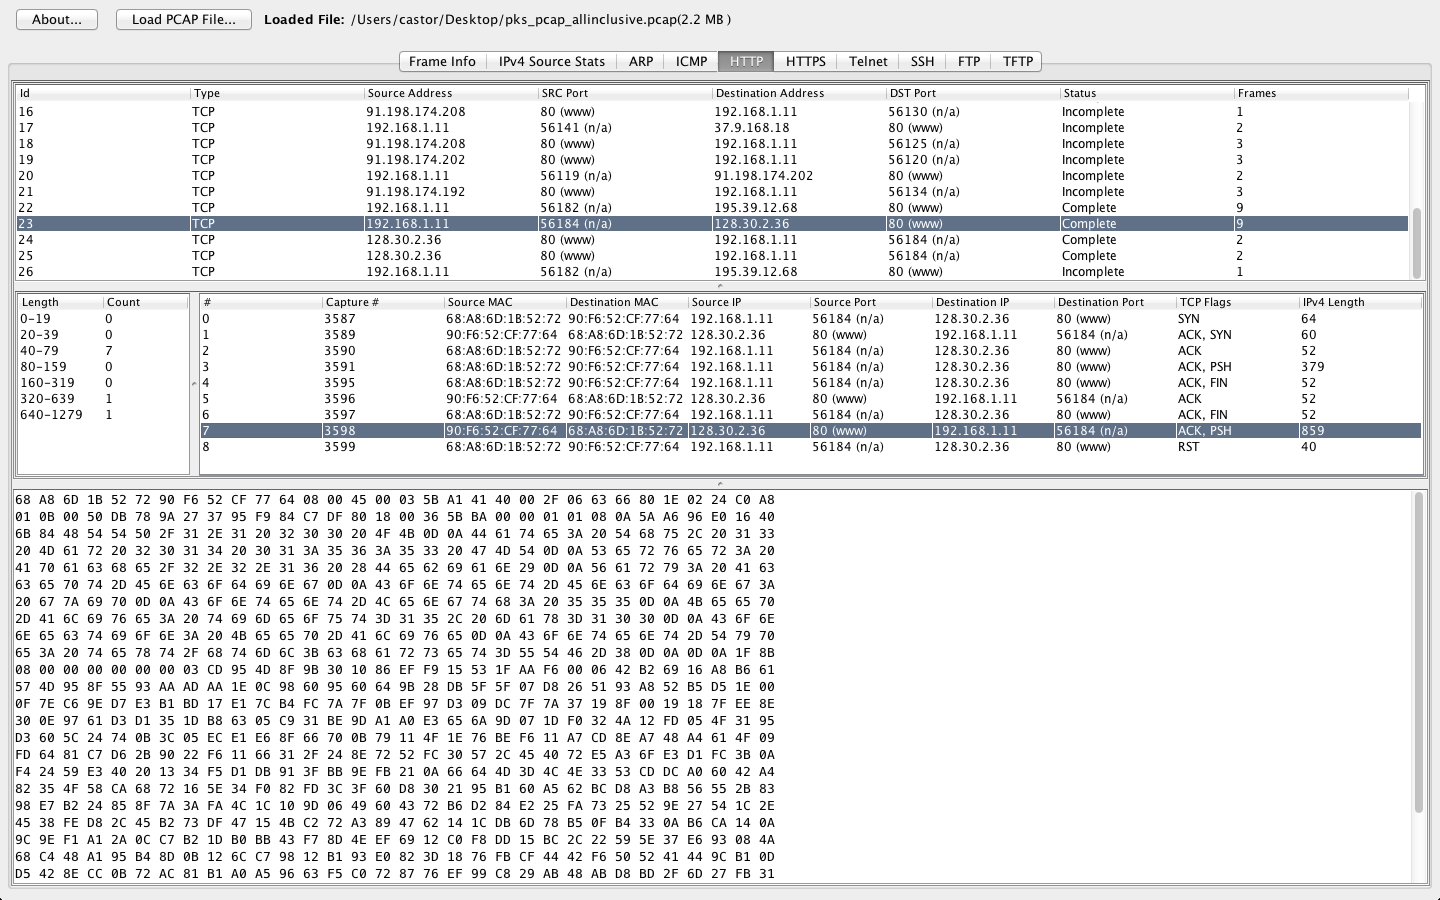 About... Load PCAP File... Loaded File: /Users/castor/Desktop/pks_pcap_allinclusive.pcap(2.2 MB )
Frame Info IPv4 Source Stats ARP ICMP HTTP HTTPS Telnet SSH FTP TFTP
Id Type Source Address SRC Port Destination Address DST Port Status Frames
16 TCP 91.198.174.208 80 (www) 192.168.1.11 56130 (n/a) Incomplete 1
17 TCP 192.168.1.11 56141 (n/a) 37.9.168.18 80 (www) Incomplete 2
18 TCP 91.198.174.208 80 (www) 192.168.1.11 56125 (n/a) Incomplete 3
19 TCP 91.198.174.202 80 (www) 192.168.1.11 56120 (n/a) Incomplete 3
20 TCP 192.168.1.11 56119 (n/a) 91.198.174.202 80 (www) Incomplete 2
21 TCP 91.198.174.192 80 (www) 192.168.1.11 56134 (n/a) Incomplete 3
22 TCP 192.168.1.11 56182 (n/a) 195.39.12.68 80 (www) Complete 9
23 TCP 192.168.1.11 56184 (n/a) 128.30.2.36 80 (www) Complete 9
24 TCP 128.30.2.36 80 (www) 192.168.1.11 56184 (n/a) Complete 2
25 TCP 128.30.2.36 80 (www) 192.168.1.11 56184 (n/a) Complete 2
26 TCP 192.168.1.11 56182 (n/a) 195.39.12.68 80 (www) Incomplete 1
Length Count
0-19 0
20-39 0
40-79 7
80-159 0
160-319 0
320-639 1
640-1279 1
# Capture # Source MAC Destination MAC Source IP Source Port Destination IP Destination Port TCP Flags IPv4 Length
0 3587 68:A8:6D:1B:52:72 90:F6:52:CF:77:64 192.168.1.11 56184 (n/a) 128.30.2.36 80 (www) SYN 64
1 3589 90:F6:52:CF:77:64 68:A8:6D:1B:52:72 128.30.2.36 80 (www) 192.168.1.11 56184 (n/a) ACK, SYN 60
2 3590 68:A8:6D:1B:52:72 90:F6:52:CF:77:64 192.168.1.11 56184 (n/a) 128.30.2.36 80 (www) ACK 52
3 3591 68:A8:6D:1B:52:72 90:F6:52:CF:77:64 192.168.1.11 56184 (n/a) 128.30.2.36 80 (www) ACK, PSH 379
4 3595 68:A8:6D:1B:52:72 90:F6:52:CF:77:64 192.168.1.11 56184 (n/a) 128.30.2.36 80 (www) ACK, FIN 52
5 3596 90:F6:52:CF:77:64 68:A8:6D:1B:52:72 128.30.2.36 80 (www) 192.168.1.11 56184 (n/a) ACK 52
6 3597 68:A8:6D:1B:52:72 90:F6:52:CF:77:64 192.168.1.11 56184 (n/a) 128.30.2.36 80 (www) ACK, FIN 52
7 3598 90:F6:52:CF:77:64 68:A8:6D:1B:52:72 128.30.2.36 80 (www) 192.168.1.11 56184 (n/a) ACK, PSH 859
8 3599 68:A8:6D:1B:52:72 90:F6:52:CF:77:64 192.168.1.11 56184 (n/a) 128.30.2.36 80 (www) RST 40
68 A8 6D 1B 52 72 90 F6 52 CF 77 64 08 00 45 00 03 5B A1 41 40 00 2F 06 63 66 80 1E 02 24 C0 A8
01 0B 00 50 DB 78 9A 27 37 95 F9 84 C7 DF 80 18 00 36 5B BA 00 00 01 01 08 0A 5A A6 96 E0 16 40
6B 84 48 54 54 50 2F 31 2E 31 20 32 30 30 20 4F 4B 0D 0A 44 61 74 65 3A 20 54 68 75 2C 20 31 33
20 4D 61 72 20 32 30 31 34 20 30 31 3A 35 36 3A 35 33 20 47 4D 54 0D 0A 53 65 72 76 65 72 3A 20
41 70 61 63 68 65 2F 32 2E 32 2E 31 36 20 28 44 65 62 69 61 6E 29 0D 0A 56 61 72 79 3A 20 41 63
63 65 70 74 2D 45 6E 63 6F 64 69 6E 67 0D 0A 43 6F 6E 74 65 6E 74 2D 45 6E 63 6F 64 69 6E 67 3A
20 67 7A 69 70 0D 0A 43 6F 6E 74 65 6E 74 2D 4C 65 6E 67 74 68 3A 20 35 35 35 0D 0A 4B 65 65 70
2D 41 6C 69 76 65 3A 20 74 69 6D 65 6F 75 74 3D 31 35 2C 20 6D 61 78 3D 31 30 30 0D 0A 43 6F 6E
6E 65 63 74 69 6F 6E 3A 20 4B 65 65 70 2D 41 6C 69 76 65 0D 0A 43 6F 6E 74 65 6E 74 2D 54 79 70
65 3A 20 74 65 78 74 2F 68 74 6D 6C 3B 63 68 61 72 73 65 74 3D 55 54 46 2D 38 0D 0A 0D 0A 1F 8B
08 00 00 00 00 00 00 03 CD 95 4D 8F 9B 30 10 86 EF F9 15 53 1F AA F6 00 06 42 B2 69 16 A8 B6 61
57 4D 95 8F 55 93 AA AD AA 1E 0C 98 60 95 60 64 9B 28 DB 5F 5F 07 D8 26 51 93 A8 52 B5 D5 1E 00
0F 7E C6 9E D7 E3 B1 BD 17 E1 7C B4 FC 7A 7F 0B EF 97 D3 09 DC 7F 7A 37 19 8F 00 19 18 7F EE 8E
30 0E 97 61 D3 D1 35 1D B8 63 05 C9 31 BE 9D A1 A0 E3 65 6A 9D 07 1D F0 32 4A 12 FD 05 4F 31 95
D3 60 5C 24 74 0B 3C 05 EC E1 E6 8F 66 70 0B 79 11 4F 1E 76 BE F6 11 A7 CD 8E A7 48 A4 61 4F 09
FD 64 81 C7 D6 2B 90 22 F6 11 66 31 2F 24 8E 72 52 FC 30 57 2C 45 40 72 E5 A3 6F E3 D1 FC 3B 0A
F4 24 59 E3 40 20 13 34 F5 D1 DB 91 3F BB 9E FB 21 0A 66 64 4D 3D 4C 4E 33 53 CD DC A0 60 42 A4
82 35 4F 58 CA 68 72 16 5E 34 F0 82 FD 3C 3F 60 D8 30 21 95 B1 60 A5 62 BC D8 A3 B8 56 55 2B 83
98 E7 B2 24 85 8F 7A 3A FA 4C 1C 10 9D 06 49 60 43 72 B6 D2 84 E2 25 FA 73 25 52 9E 27 54 1C 2E
45 38 FE D8 2C 45 B2 73 DF 47 15 4B C2 72 A3 89 47 62 14 1C DB 6D 78 B5 0F B4 33 0A B6 CA 14 0A
9C 9E F1 A1 2A 0C C7 B2 1D B0 BB 43 F7 8D 4E EF 69 12 C0 F8 DD 15 BC 2C 22 59 5E 37 E6 93 08 4A
68 C4 48 A1 95 B4 8D 0B 12 6C C7 98 12 B1 93 E0 82 3D 18 76 FB CF 44 42 F6 50 52 41 44 9C B1 0D
D5 42 8E CC 0B 72 AC 81 B1 A0 A5 96 63 F5 C0 72 87 76 EF 99 C8 29 AB 48 AB D8 BD 2F 6D 27 FB 31